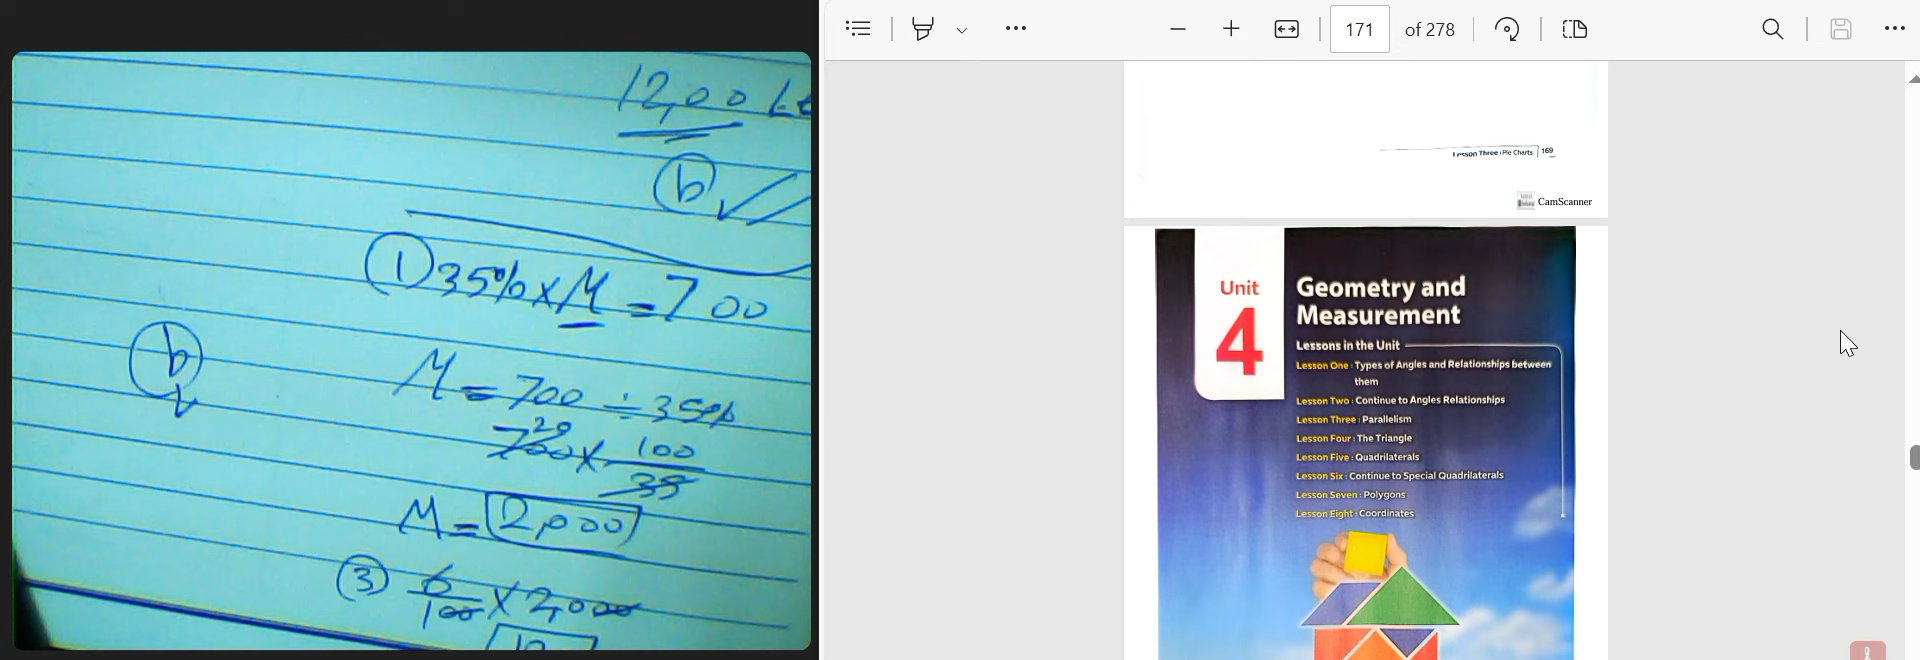 12,00
b
1 35% × M = 700
b
M = 700 ÷ 35%
20
700 × 100
35
M = 2,000
3 6 × 2,000
100
171 of 278
Lesson Three : Pie Charts 169
CamScanner
Unit
4
Geometry and
Measurement
Lessons in the Unit
Lesson One : Types of Angles and Relationships between
them
Lesson Two : Continue to Angles Relationships
Lesson Three : Parallelism
Lesson Four : The Triangle
Lesson Five : Quadrilaterals
Lesson Six : Continue to Special Quadrilaterals
Lesson Seven : Polygons
Lesson Eight : Coordinates